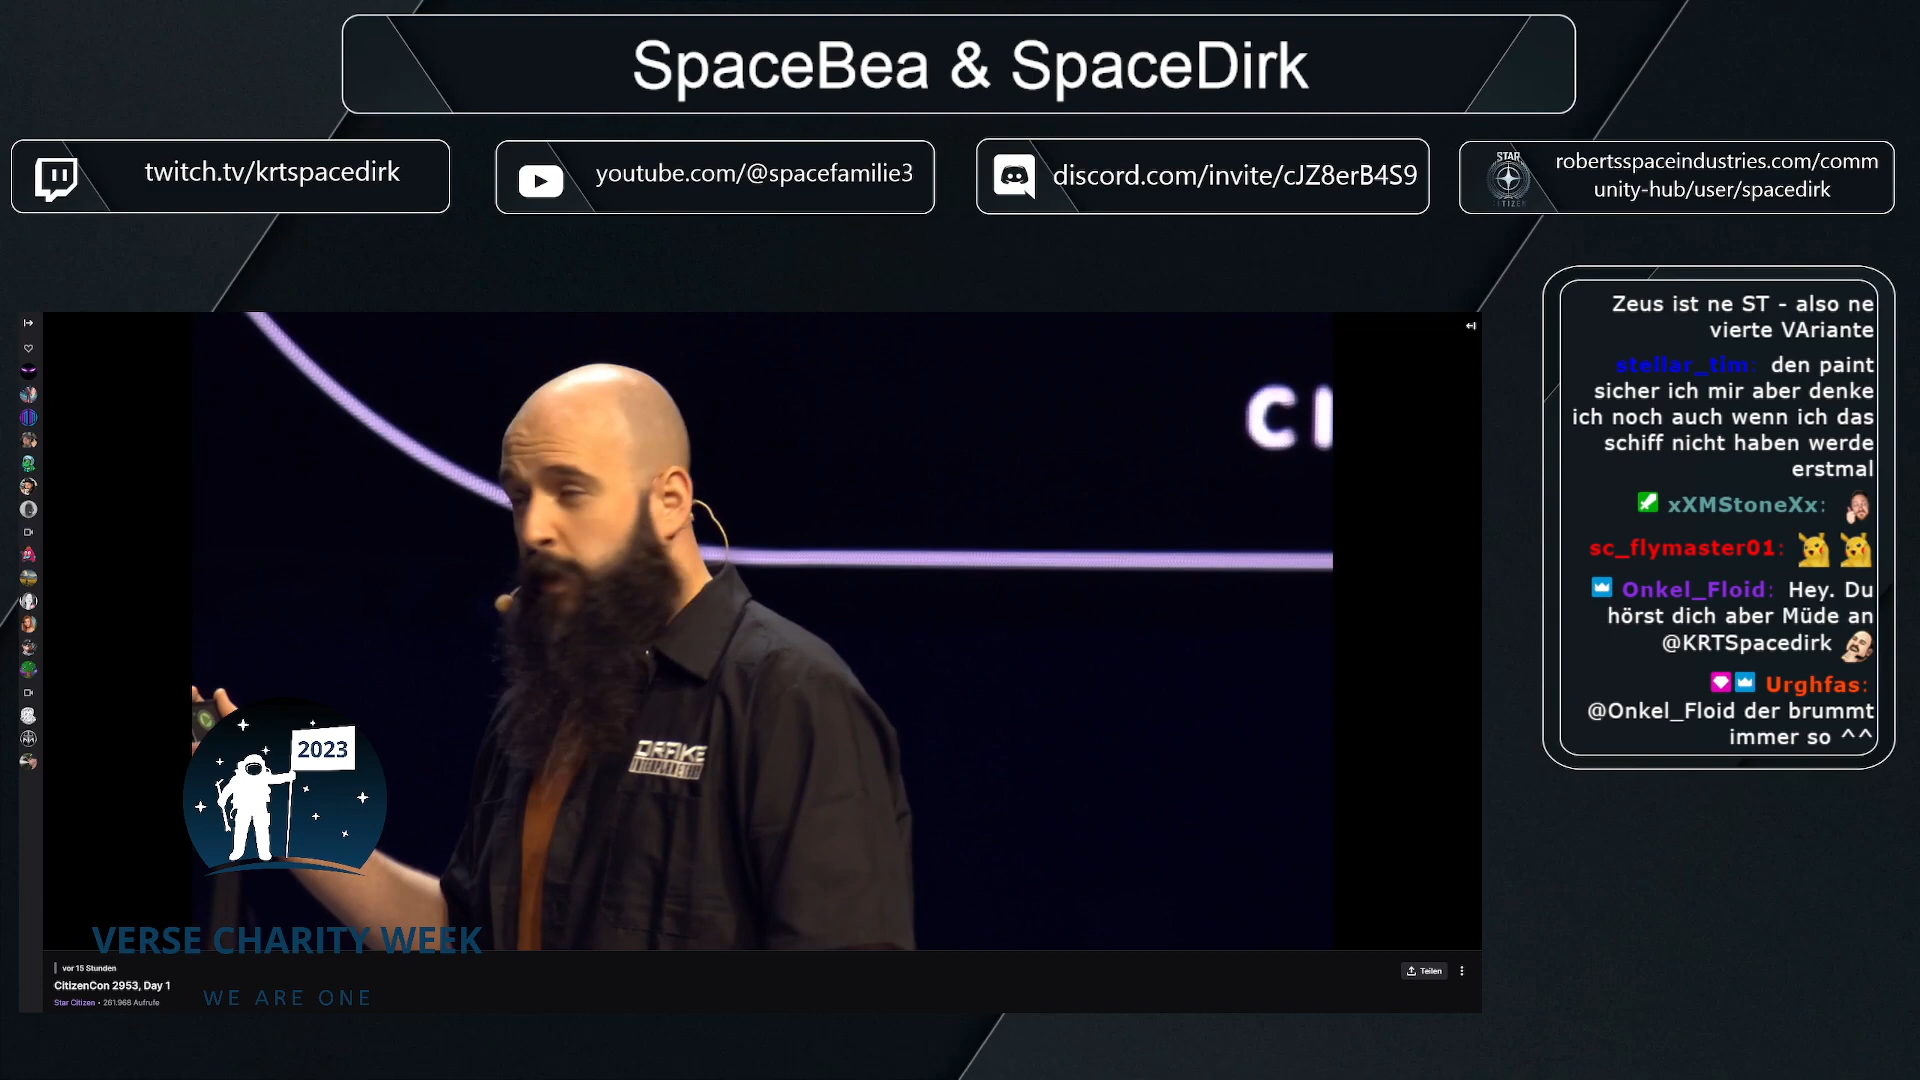 SpaceBea & SpaceDirk
twitch.tv/krtspacedirk
youtube.com/@spacefamilie3
discord.com/invite/cJZ8erB4S9
STAR
CITIZEN
robertsspaceindustries.com/comm
unity-hub/user/spacedirk
Zeus ist ne ST - also ne
vierte VAriante
stellar_tim: den paint
sicher ich mir aber denke
ich noch auch wenn ich das
schiff nicht haben werde
erstmal
xXMStoneXx:
sc_flymaster01:
Onkel_Floid: Hey. Du
hörst dich aber Müde an
@KRTSpacedirk
Urghfas:
@Onkel_Floid der brummt
immer so ^^
CI
DRAKE
INTERPLANETARY
2023
VERSE CHARITY WEEK
WE ARE ONE
vor 15 Stunden
CitizenCon 2953, Day 1
Star Citizen • 261.968 Aufrufe
Teilen